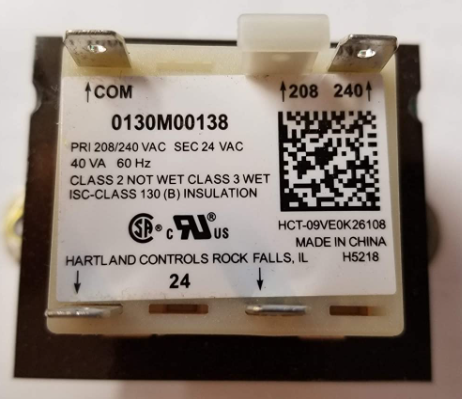 ↑COM ↑208 240↑
0130M00138
PRI 208/240 VAC SEC 24 VAC
40 VA 60 Hz
CLASS 2 NOT WET CLASS 3 WET
ISC-CLASS 130 (B) INSULATION
SA ® c UR US
HCT-09VE0K26108
MADE IN CHINA
HARTLAND CONTROLS ROCK FALLS, IL H5218
↓ 24 ↓